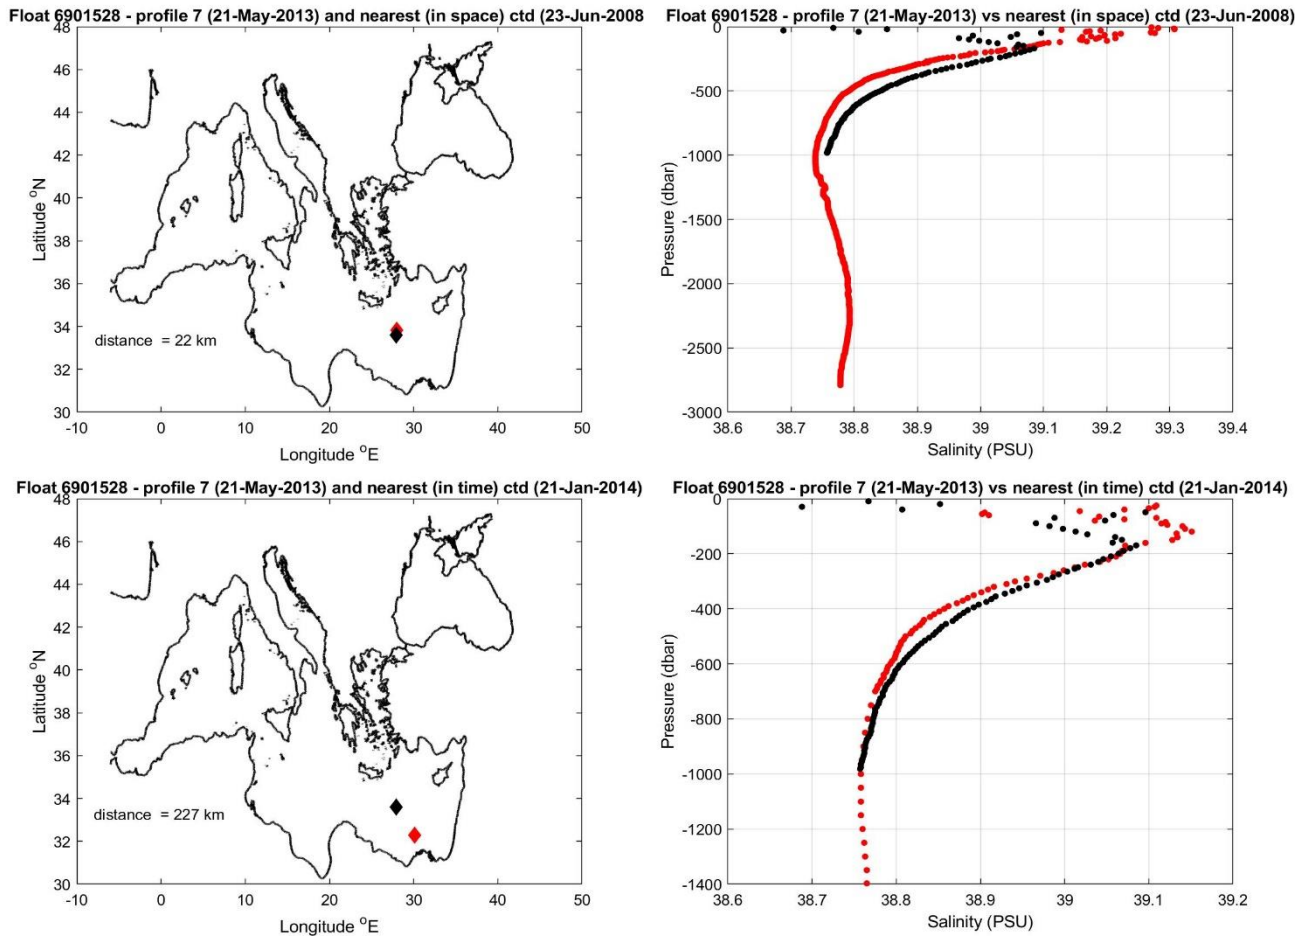 Float 6901528 - profile 7 (21-May-2013) and nearest (in space) ctd (23-Jun-2008
48
46
44
42
40
38
36
34
32
30
Latitude °N
distance = 22 km
-10 0 10 20 30 40 50
Longitude °E
Float 6901528 - profile 7 (21-May-2013) vs nearest (in space) ctd (23-Jun-2008)
0
-500
-1000
-1500
-2000
-2500
-3000
Pressure (dbar)
38.6 38.7 38.8 38.9 39 39.1 39.2 39.3 39.4
Salinity (PSU)
Float 6901528 - profile 7 (21-May-2013) and nearest (in time) ctd (21-Jan-2014)
48
46
44
42
40
38
36
34
32
30
Latitude °N
distance = 227 km
-10 0 10 20 30 40 50
Longitude °E
Float 6901528 - profile 7 (21-May-2013) vs nearest (in time) ctd (21-Jan-2014)
0
-200
-400
-600
-800
-1000
-1200
-1400
Pressure (dbar)
38.6 38.7 38.8 38.9 39 39.1 39.2
Salinity (PSU)